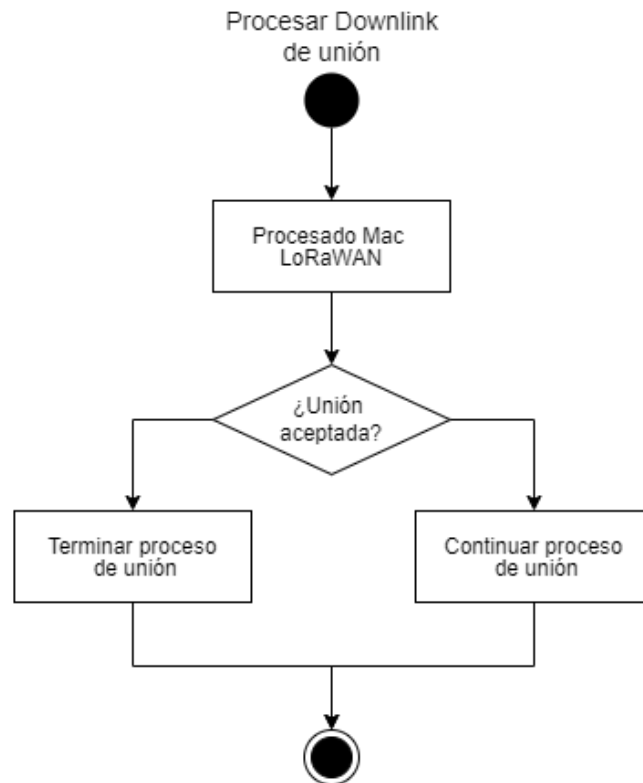 Procesar Downlink
de unión
Procesado Mac
LoRaWAN
¿Unión
aceptada?
Terminar proceso
de unión
Continuar proceso
de unión